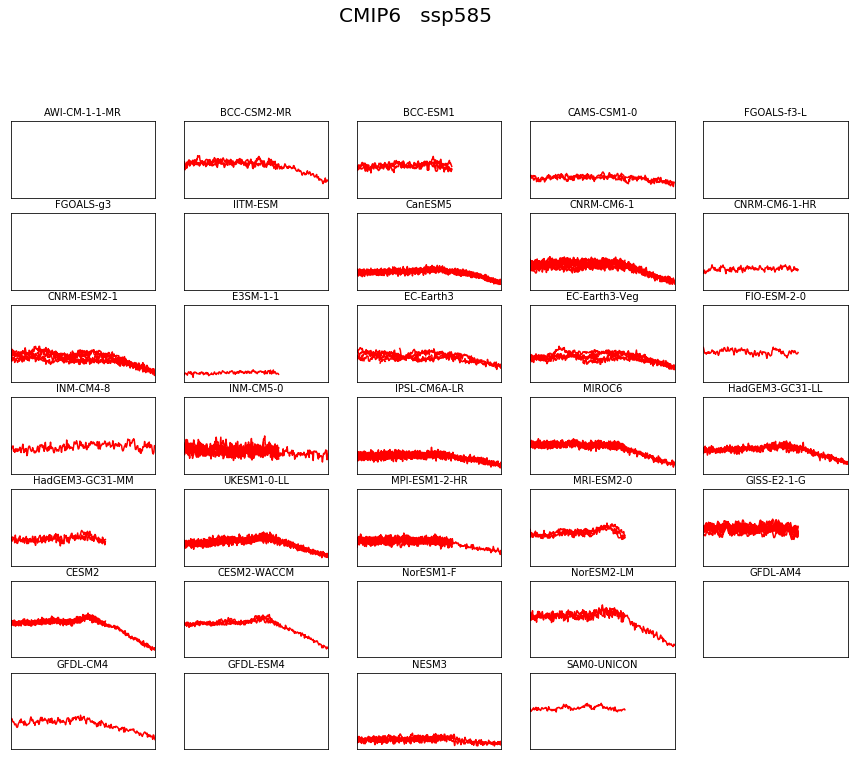 CMIP6 ssp585
AWI-CM-1-1-MR BCC-CSM2-MR BCC-ESM1 CAMS-CSM1-0 FGOALS-f3-L
FGOALS-g3 IITM-ESM CanESM5 CNRM-CM6-1 CNRM-CM6-1-HR
CNRM-ESM2-1 E3SM-1-1 EC-Earth3 EC-Earth3-Veg FIO-ESM-2-0
INM-CM4-8 INM-CM5-0 IPSL-CM6A-LR MIROC6 HadGEM3-GC31-LL
HadGEM3-GC31-MM UKESM1-0-LL MPI-ESM1-2-HR MRI-ESM2-0 GISS-E2-1-G
CESM2 CESM2-WACCM NorESM1-F NorESM2-LM GFDL-AM4
GFDL-CM4 GFDL-ESM4 NESM3 SAM0-UNICON